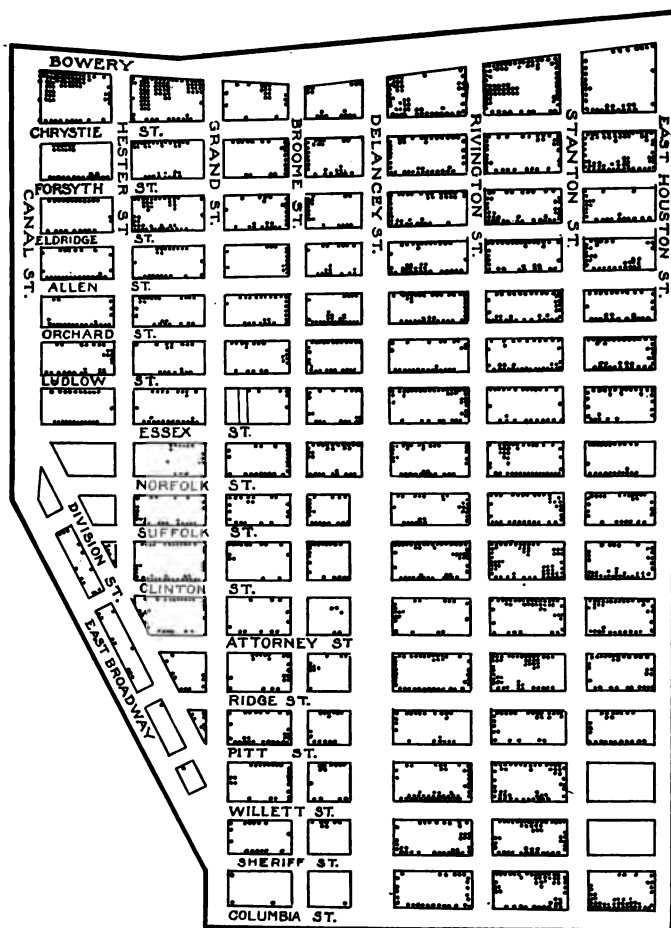 BOWERY
CHRYSTIE ST.
FORSYTH ST.
ELDRIDGE ST.
ALLEN ST.
ORCHARD ST.
LUDLOW ST.
ESSEX ST.
NORFOLK ST.
SUFFOLK ST.
CLINTON ST.
ATTORNEY ST
RIDGE ST.
PITT ST.
WILLETT ST.
SHERIFF ST.
COLUMBIA ST.
CANAL ST.
HESTER ST
GRAND ST.
BROOME ST.
DELANCEY ST.
RIVINGTON ST.
STANTON ST.
EAST HOUSTON ST.
DIVISION ST.
EAST BROADWAY